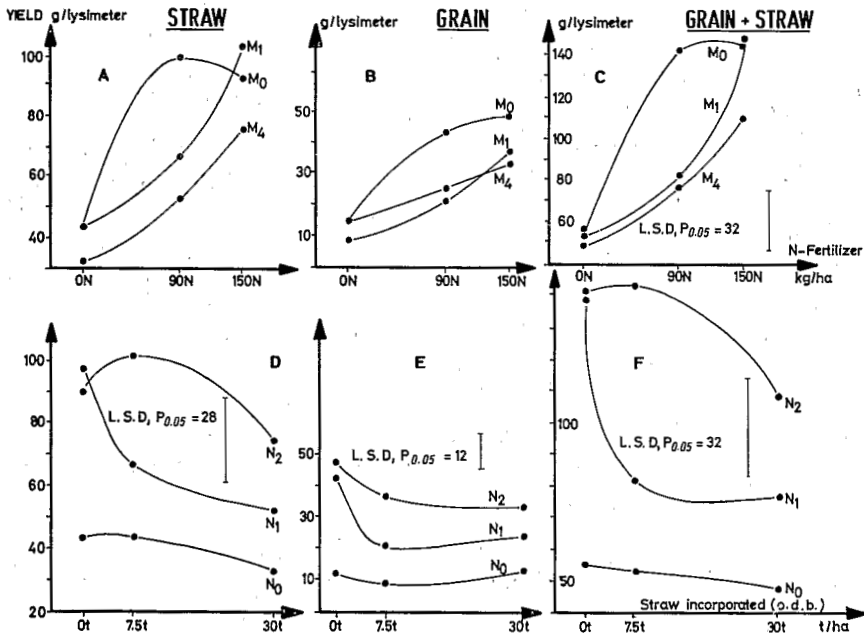 YIELD g/lysimeter STRAW
g/lysimeter GRAIN
g/lysimeter GRAIN + STRAW
A
100
80
60
40
M1
M0
M4
0N 90N 150N
B
50
30
10
M0
M1
M4
0N 90N 150N
C
140
120
100
80
60
M0
M1
M4
L.S.D, P0.05 = 32
N-Fertilizer
0N 90N 150N kg/ha
D
100
80
60
40
20
L.S.D, P0.05 = 28
N2
N1
N0
0t 7.5t 30t
E
50
30
10
L.S.D, P0.05 = 12
N2
N1
N0
0t 7.5t 30t
F
100
50
L.S.D, P0.05 = 32
N2
N1
N0
Straw incorporated (o.d.b.)
0t 7.5t 30t t/ha